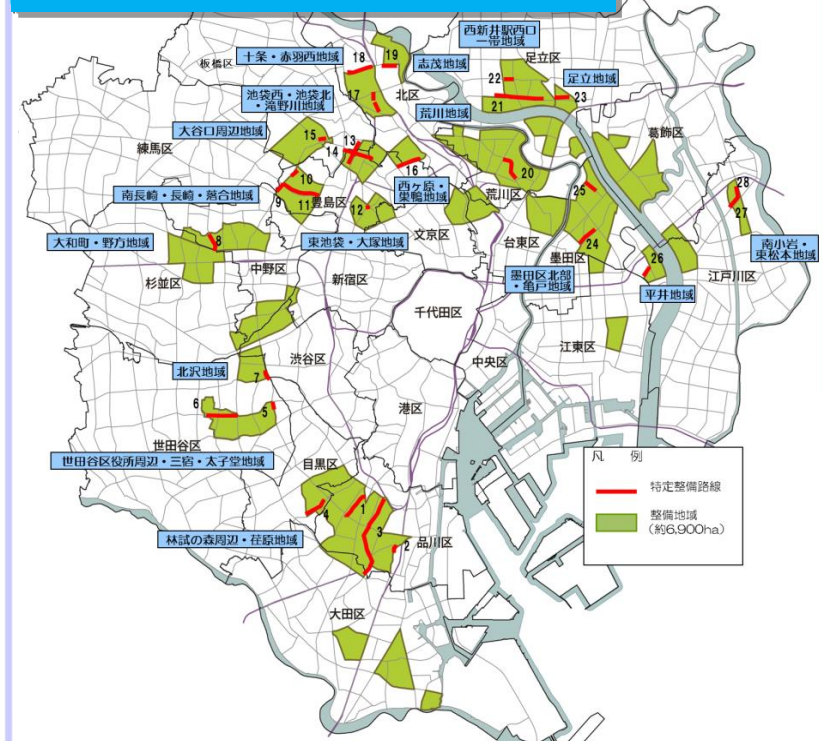 西新井駅西口
一帯地域
足立区
十条・赤羽西地域
18
19
志茂地域
板橋区
22
足立地域
池袋西・池袋北
・滝野川地域
17
北区
21
23
荒川地域
葛飾区
大谷口周辺地域
15
13
練馬区
14
16
20
10
西ヶ原・
巣鴨地域
荒川区
南長崎・長崎・落合地域
9
11
豊島区
12
25
28
文京区
27
大和町・野方地域
8
東池袋・大塚地域
台東区
24
墨田区
26
南小岩・
東松本地域
中野区
杉並区
新宿区
墨田区北部
・亀戸地域
平井地域
江戸川区
千代田区
江東区
中央区
渋谷区
北沢地域
7
6
5
港区
世田谷区
目黒区
世田谷区役所周辺・三宿・太子堂地域
凡 例
特定整備路線
整備地域
(約6,900ha)
1
4
3
2
林試の森周辺・荏原地域
品川区
大田区